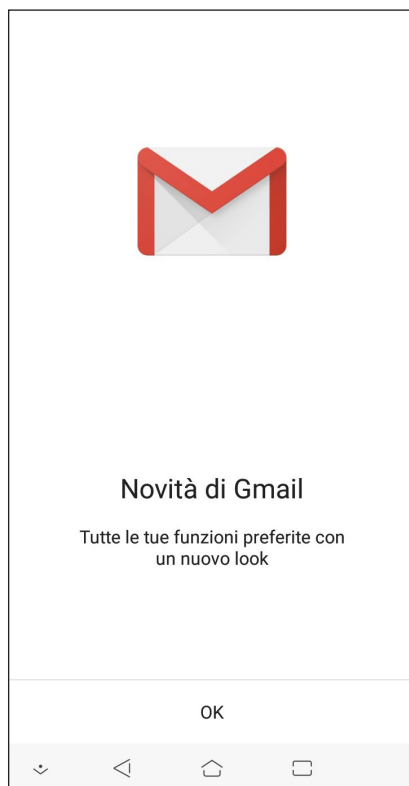 Novità di Gmail
Tutte le tue funzioni preferite con
un nuovo look
OK